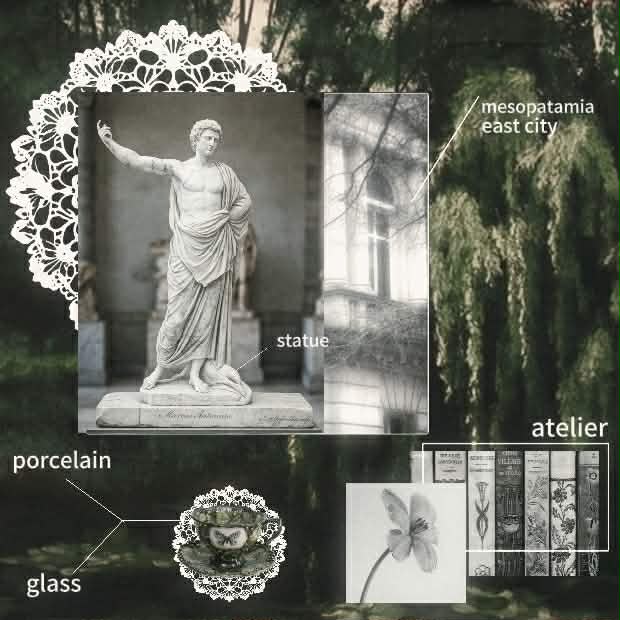 mesopatamia
east city
statue
atelier
porcelain
glass